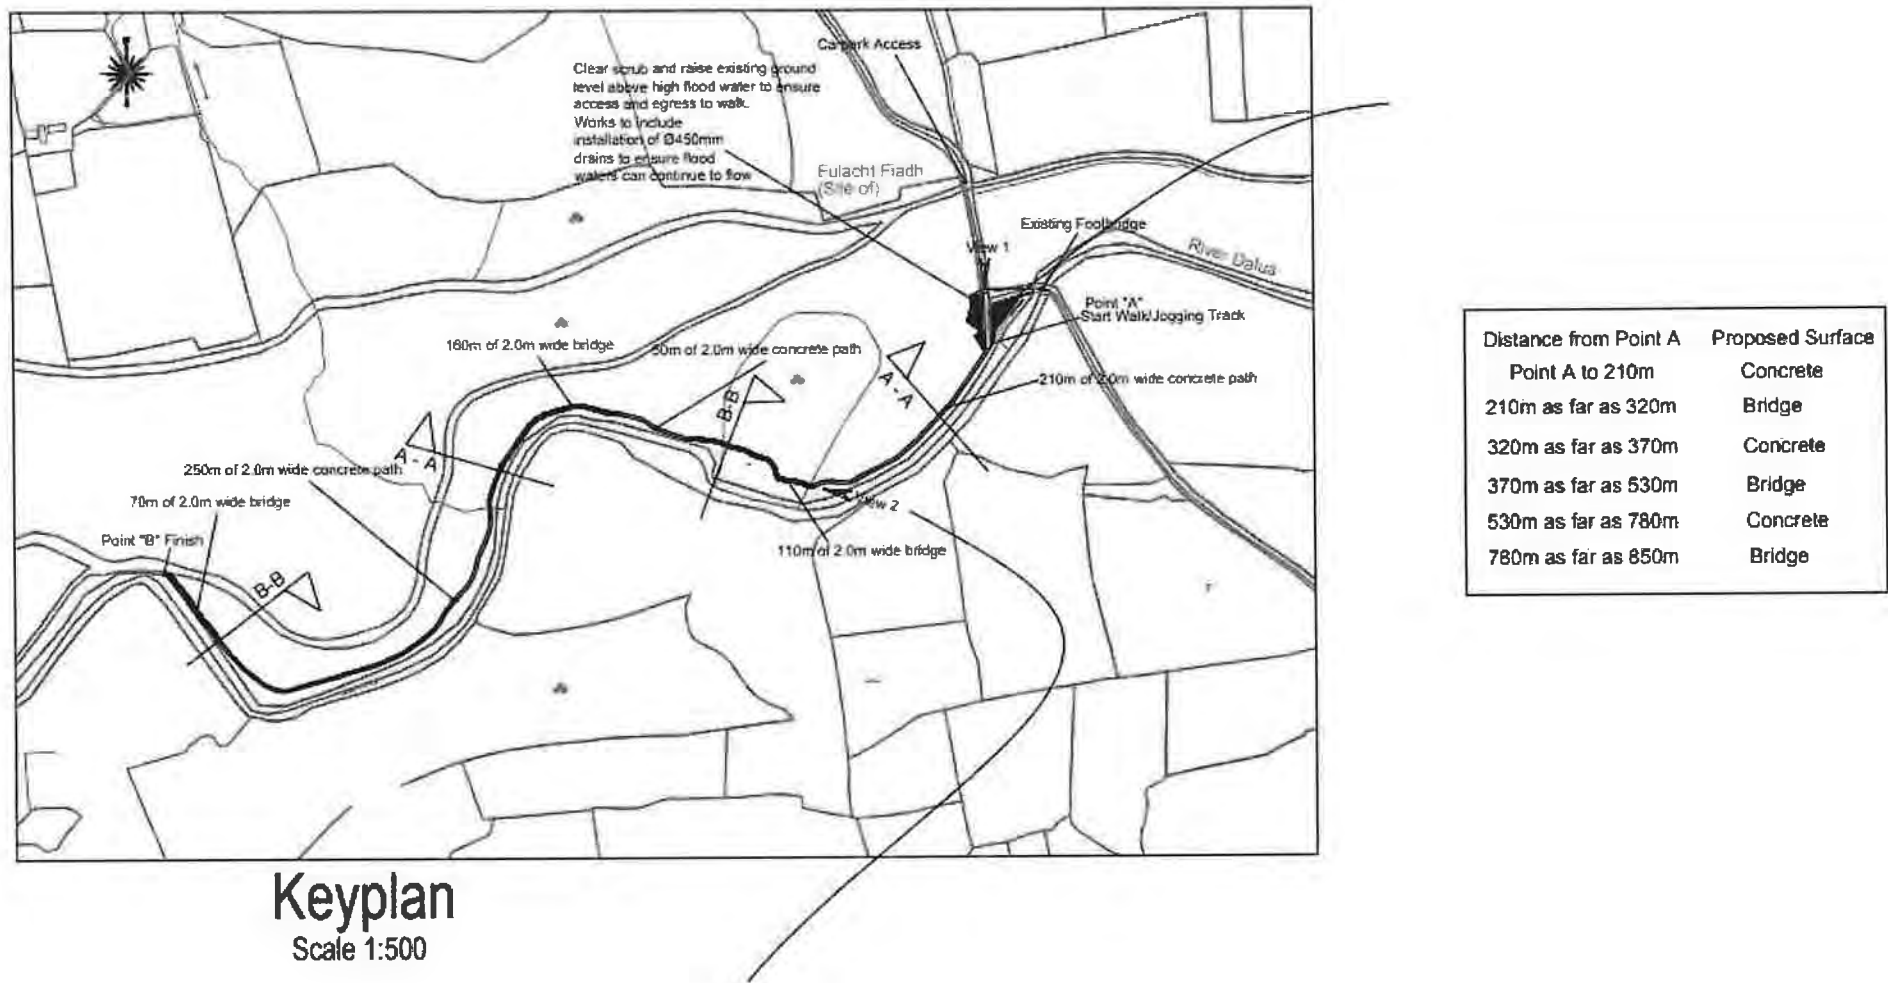 Carpark Access
Clear scrub and raise existing ground
level above high flood water to ensure
access and egress to walk.
Works to include
installation of Ø450mm
drains to ensure flood
waters can continue to flow
Fulacht Fiadh
(Site of)
Existing Footbridge
View 1
River Dalua
Point "A"
Start Walk/Jogging Track
160m of 2.0m wide bridge
50m of 2.0m wide concrete path
210m of 2.0m wide concrete path
A - A
B-B
A - A
250m of 2.0m wide concrete path
70m of 2.0m wide bridge
View 2
Point "B" Finish
110m of 2.0m wide bridge
B-B
Distance from Point A Proposed Surface
Point A to 210m Concrete
210m as far as 320m Bridge
320m as far as 370m Concrete
370m as far as 530m Bridge
530m as far as 780m Concrete
780m as far as 850m Bridge
Keyplan
Scale 1:500